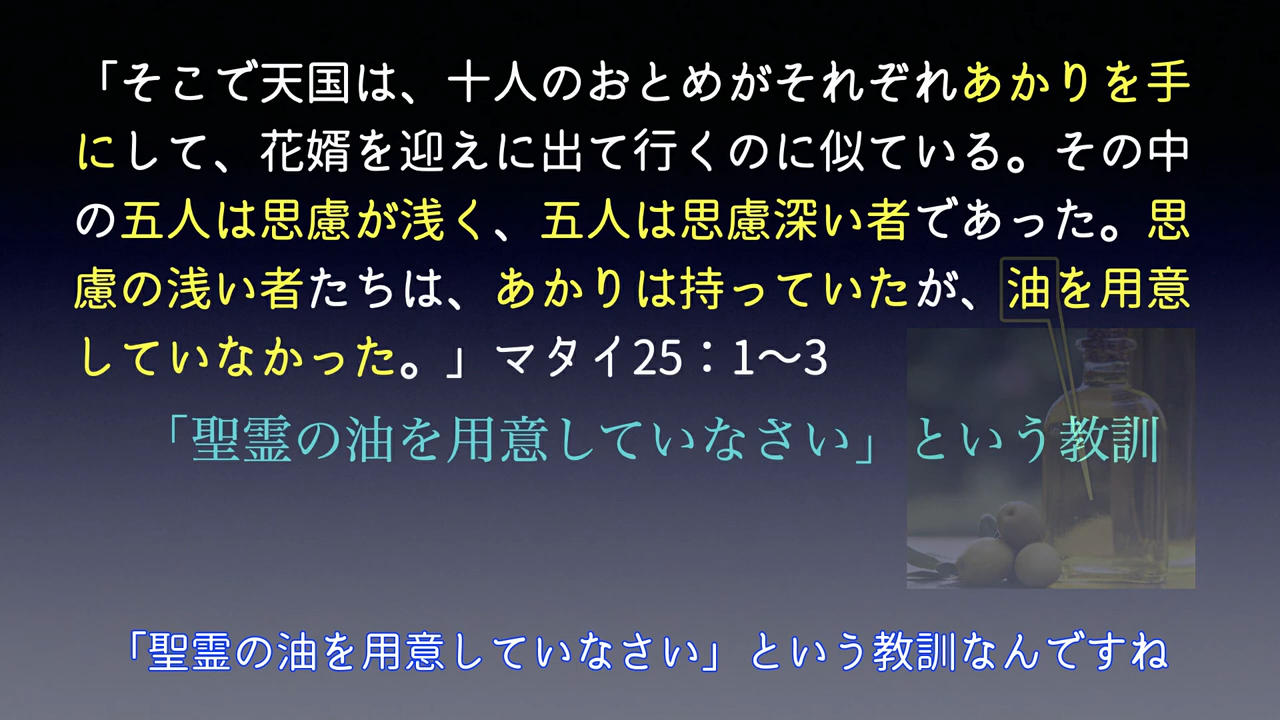 「そこで天国は、十人のおとめがそれぞれあかりを手
にして、花婿を迎えに出て行くのに似ている。その中
の五人は思慮が浅く、五人は思慮深い者であった。思
慮の浅い者たちは、あかりは持っていたが、油を用意
していなかった。」マタイ25：1〜3
「聖霊の油を用意していなさい」という教訓
「聖霊の油を用意していなさい」という教訓なんですね